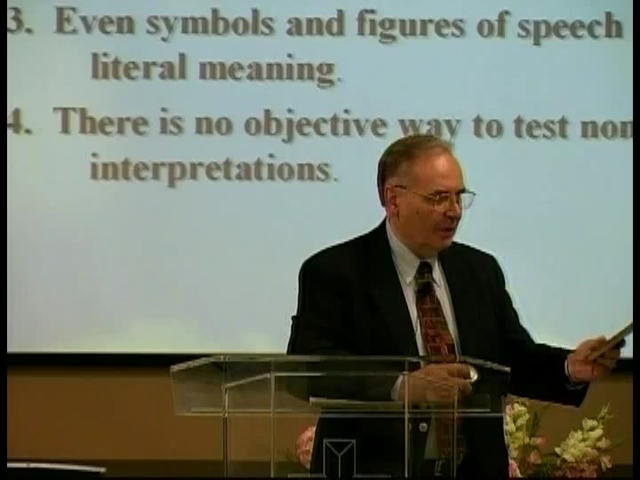 3. Even symbols and figures of speech
literal meaning.
4. There is no objective way to test non
interpretations.